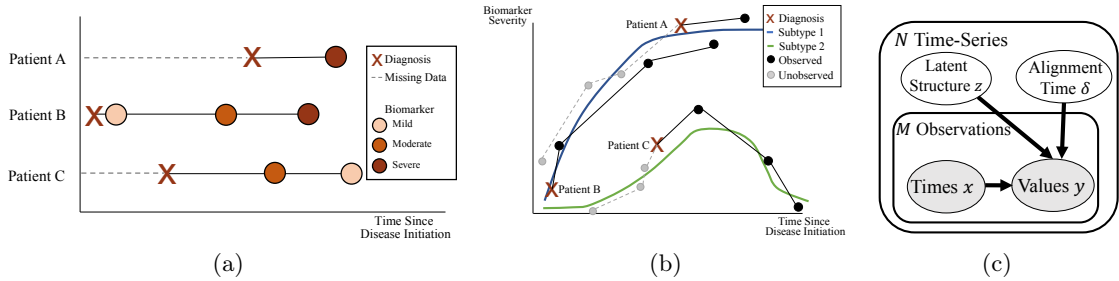 Patient A
Patient B
Patient C
Diagnosis
Missing Data
Biomarker
Mild
Moderate
Severe
Time Since
Disease Initiation
(a)
Biomarker
Severity
Patient A
Patient C
Patient B
Diagnosis
Subtype 1
Subtype 2
Observed
Unobserved
Time Since
Disease Initiation
(b)
N Time-Series
Latent
Structure z
Alignment
Time δ
M Observations
Times x
Values y
(c)